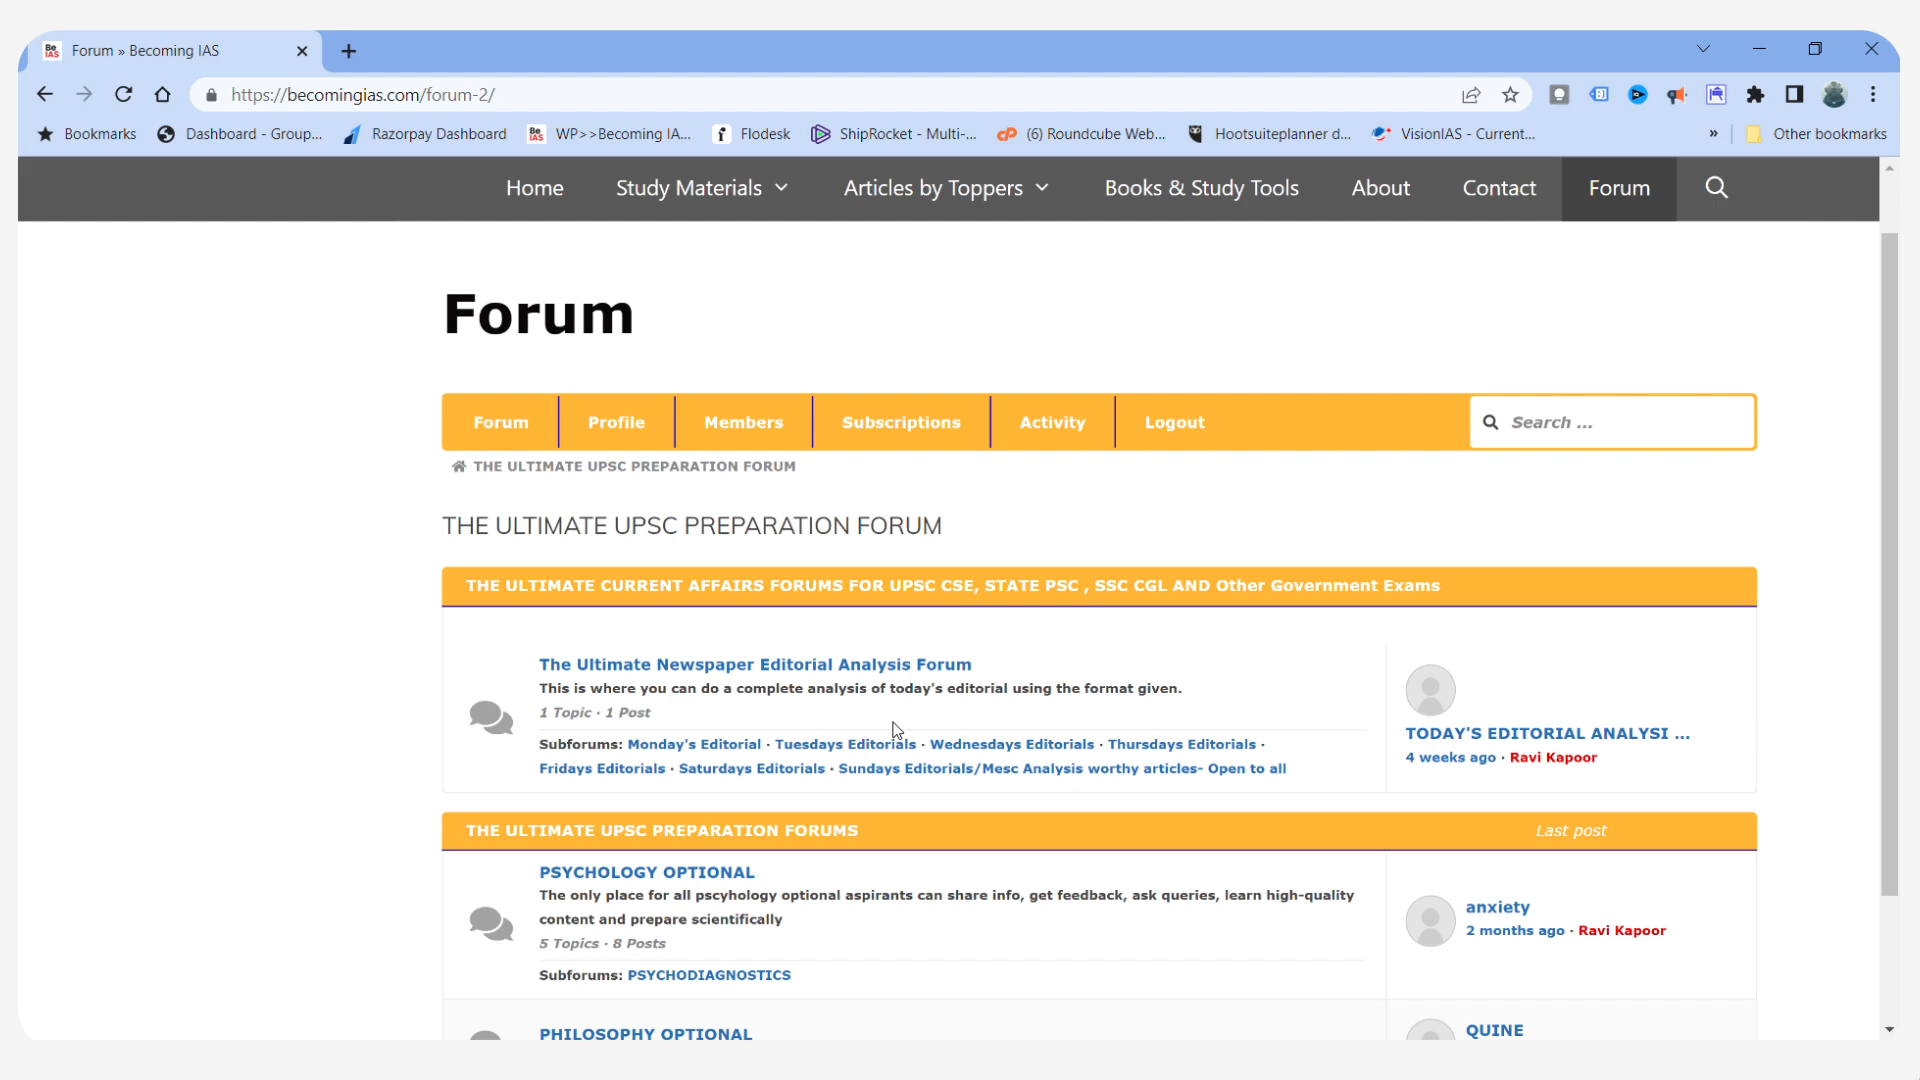 Be
IAS
Forum » Becoming IAS
https://becomingias.com/forum-2/
Bookmarks
Dashboard - Group...
Razorpay Dashboard
Be
IAS
WP>>Becoming IA...
Flodesk
ShipRocket - Multi-...
cP
(6) Roundcube Web...
Hootsuiteplanner d...
VisionIAS - Current...
»
Other bookmarks
Home
Study Materials
Articles by Toppers
Books & Study Tools
About
Contact
Forum
Forum
Forum
Profile
Members
Subscriptions
Activity
Logout
Search ...
THE ULTIMATE UPSC PREPARATION FORUM
THE ULTIMATE UPSC PREPARATION FORUM
THE ULTIMATE CURRENT AFFAIRS FORUMS FOR UPSC CSE, STATE PSC , SSC CGL AND Other Government Exams
The Ultimate Newspaper Editorial Analysis Forum
This is where you can do a complete analysis of today's editorial using the format given.
1 Topic · 1 Post
Subforums: Monday's Editorial · Tuesdays Editorials · Wednesdays Editorials · Thursdays Editorials ·
Fridays Editorials · Saturdays Editorials · Sundays Editorials/Mesc Analysis worthy articles- Open to all
TODAY'S EDITORIAL ANALYSI ...
4 weeks ago · Ravi Kapoor
THE ULTIMATE UPSC PREPARATION FORUMS
Last post
PSYCHOLOGY OPTIONAL
The only place for all pscyhology optional aspirants can share info, get feedback, ask queries, learn high-quality
content and prepare scientifically
5 Topics · 8 Posts
Subforums: PSYCHODIAGNOSTICS
anxiety
2 months ago · Ravi Kapoor
PHILOSOPHY OPTIONAL
QUINE